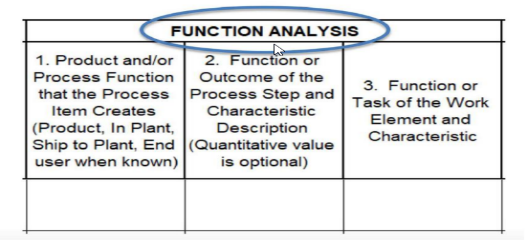 FUNCTION ANALYSIS
1. Product and/or
Process Function
that the Process
Item Creates
(Product, In Plant,
Ship to Plant, End
user when known)
2. Function or
Outcome of the
Process Step and
Characteristic
Description
(Quantitative value
is optional)
3. Function or
Task of the Work
Element and
Characteristic